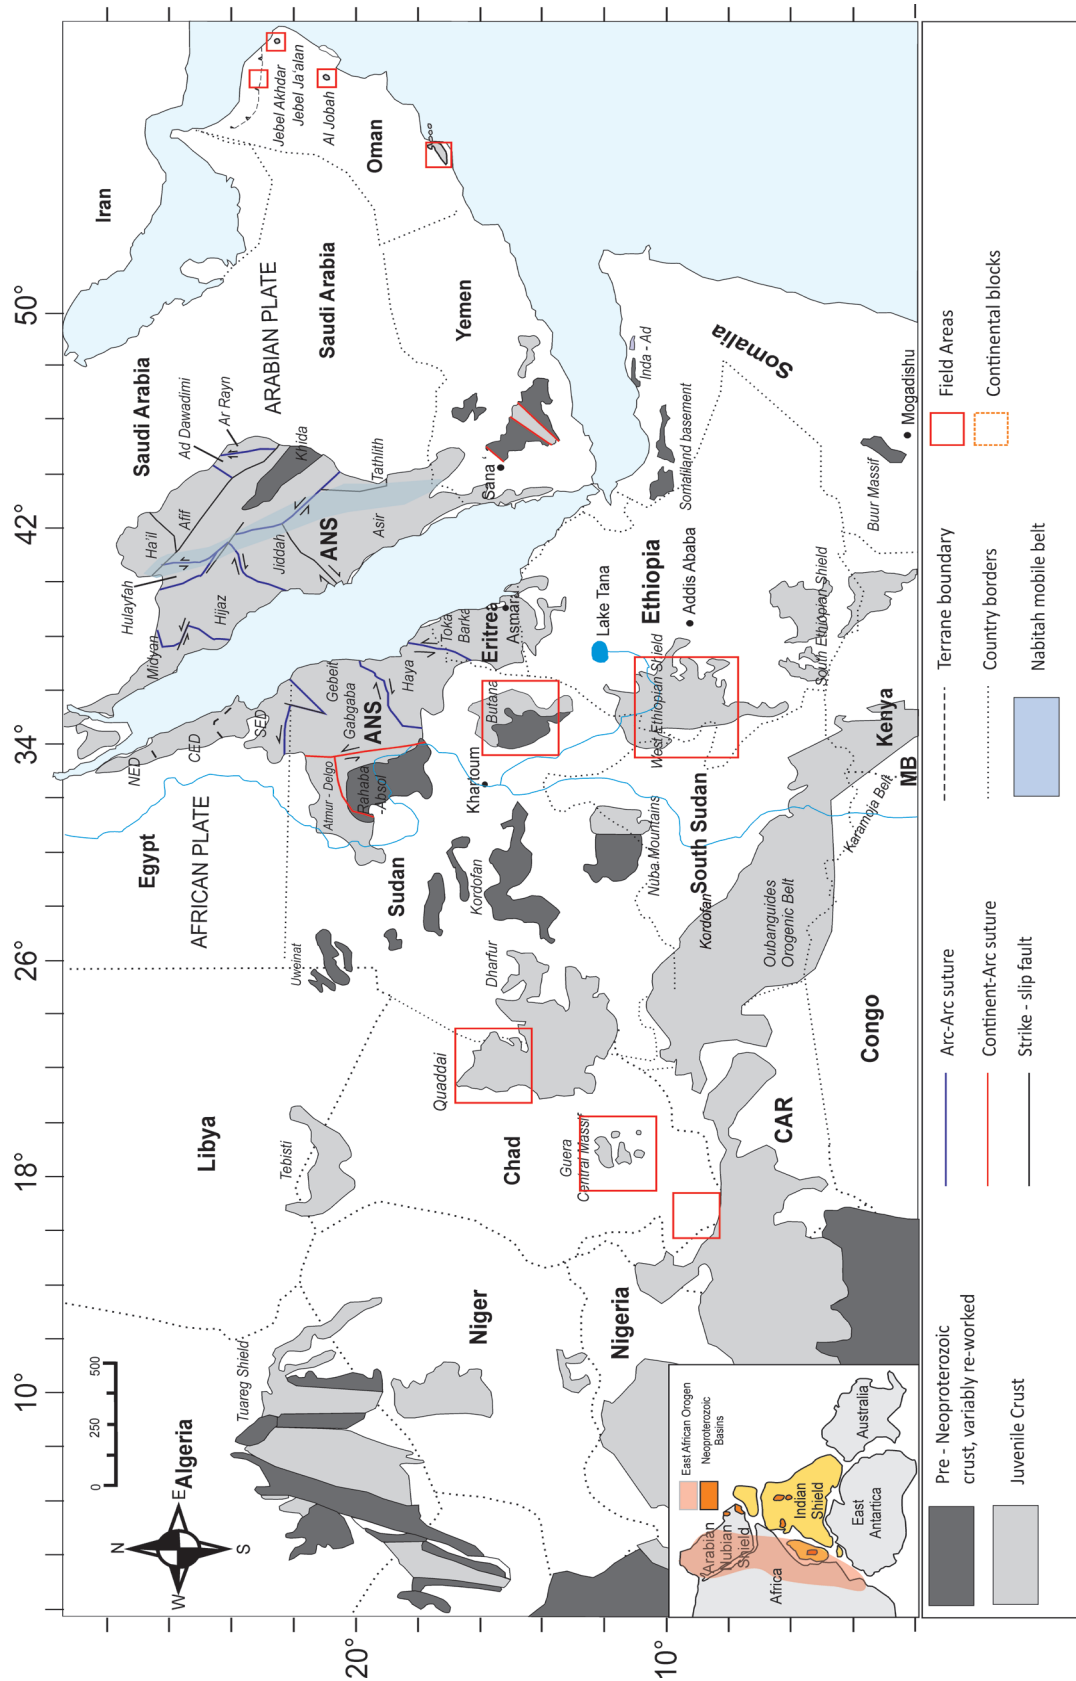 10°
18°
26°
34°
42°
50°
20°
10°
N
S
W
E
0
250
500
Algeria
Tuareg Shield
Libya
Tebisti
Niger
Nigeria
Chad
Quaddai
Guera
Central Massif
CAR
Congo
Egypt
AFRICAN PLATE
Uweinat
Sudan
Kordofan
Dharfur
Kordofan
South Sudan
Nuba Mountains
Oubanguides
Orogenic Belt
Karamoja Belt
MB
Kenya
NED
CED
SED
Midyan
Hulayfah
Ha'il
Afif
Hijaz
Jiddah
ANS
Asir
Tathlith
Khida
Ad Dawadimi
Ar Rayn
Saudi Arabia
ARABIAN PLATE
Saudi Arabia
Iran
Jebel Akhdar
Jebel Ja'alan
Al Jobah
Oman
Yemen
Sana
Gebeit
Gabgaba
ANS
Haya
Atmur - Delgo
Rahaba
-Absol
Tokar
Barka
Eritrea
Asmara
Khartoum
Butana
Lake Tana
Ethiopia
Addis Ababa
West Ethiopian Shield
South Ethiopian Shield
Somaliland basement
Inda - Ad
Somalia
Buur Massif
Mogadishu
East African Orogen
Neoproterozoic
Basins
Arabian
Nubian
Shield
Africa
Indian
Shield
East
Antartica
Australia
Pre - Neoproterozoic
crust, variably re-worked
Juvenile Crust
Arc-Arc suture
Continent-Arc suture
Strike - slip fault
Terrane boundary
Country borders
Nabitah mobile belt
Field Areas
Continental blocks